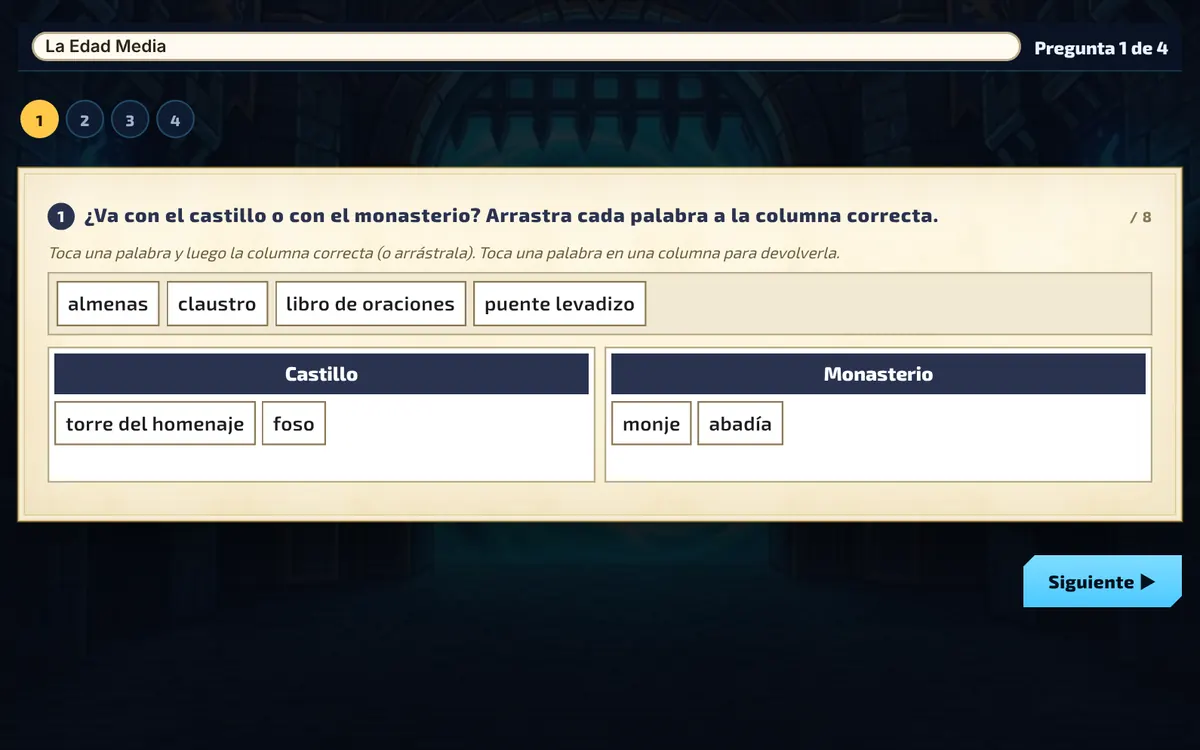 La Edad Media
Pregunta 1 de 4
1 2 3 4
1 ¿Va con el castillo o con el monasterio? Arrastra cada palabra a la columna correcta. / 8
Toca una palabra y luego la columna correcta (o arrástrala). Toca una palabra en una columna para devolverla.
almenas claustro libro de oraciones puente levadizo
Castillo Monasterio
torre del homenaje foso monje abadía
Siguiente ▶